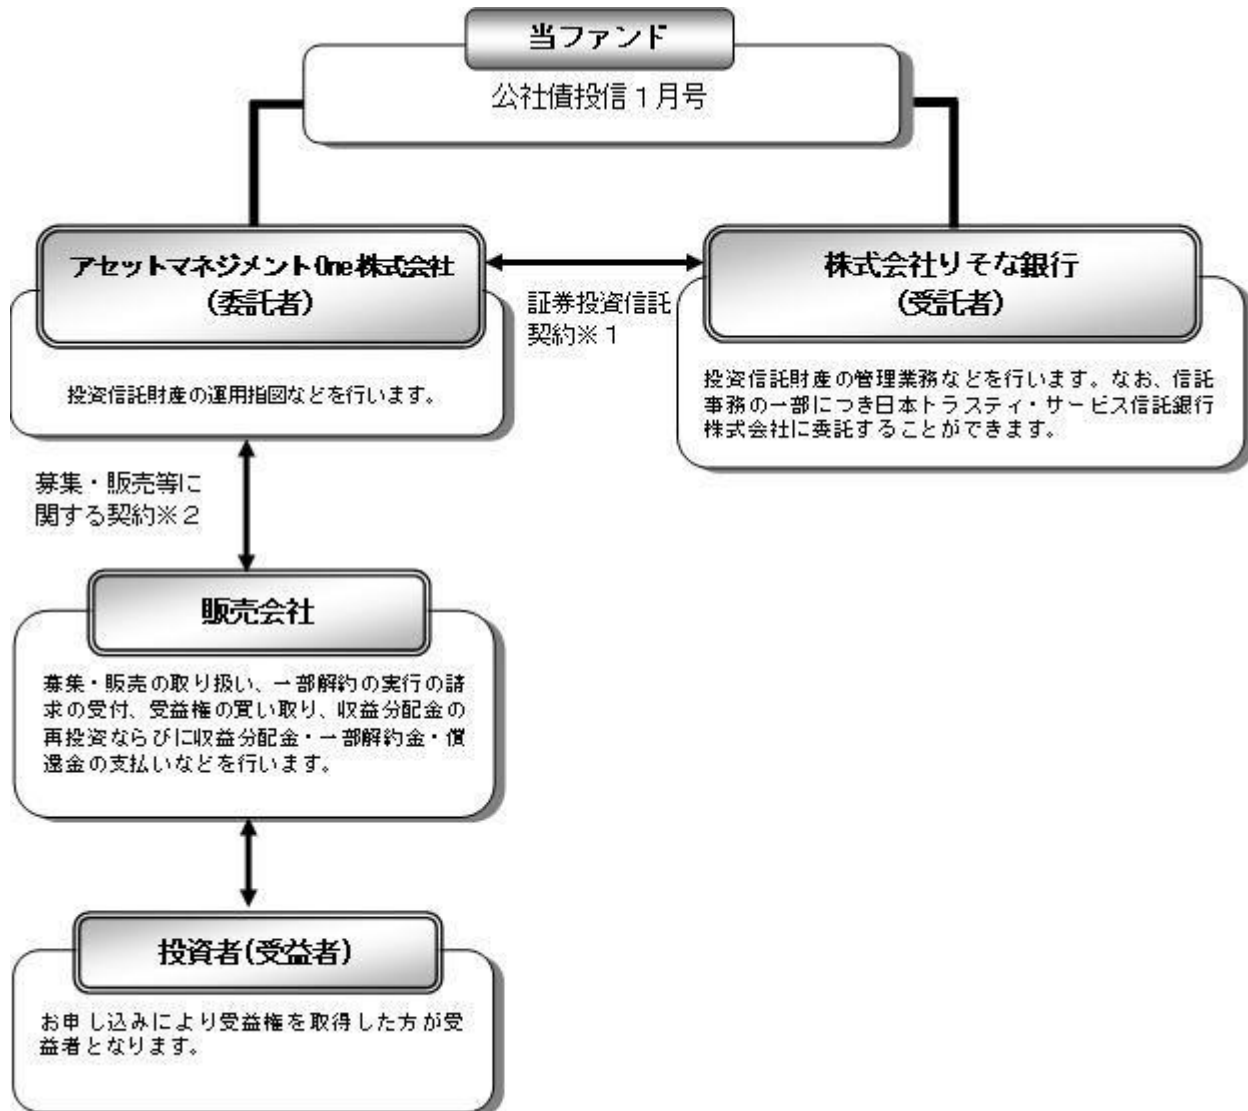 当ファンド
公社債投信１月号
アセットマネジメントOne株式会社
(委託者)
投資信託財産の運用指図などを行います。
証券投資信託
契約※１
株式会社りそな銀行
(受託者)
投資信託財産の管理業務などを行います。なお、信託
事務の一部につき日本トラスティ・サービス信託銀行
株式会社に委託することができます。
募集・販売等に
関する契約※２
販売会社
募集・販売の取り扱い、一部解約の実行の請
求の受付、受益権の買い取り、収益分配金の
再投資ならびに収益分配金・一部解約金・償
還金の支払いなどを行います。
投資者(受益者)
お申し込みにより受益権を取得した方が受
益者となります。